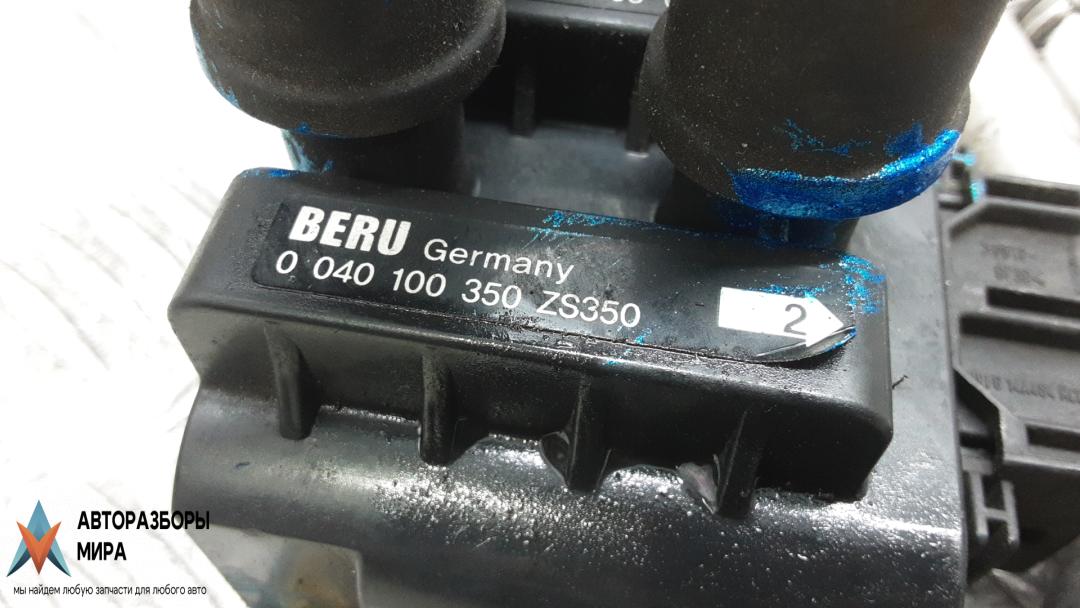 BERU Germany
0 040 100 350 ZS350
2
АВТОРАЗБОРЫ
МИРА
мы найдем любую запчасти для любого авто